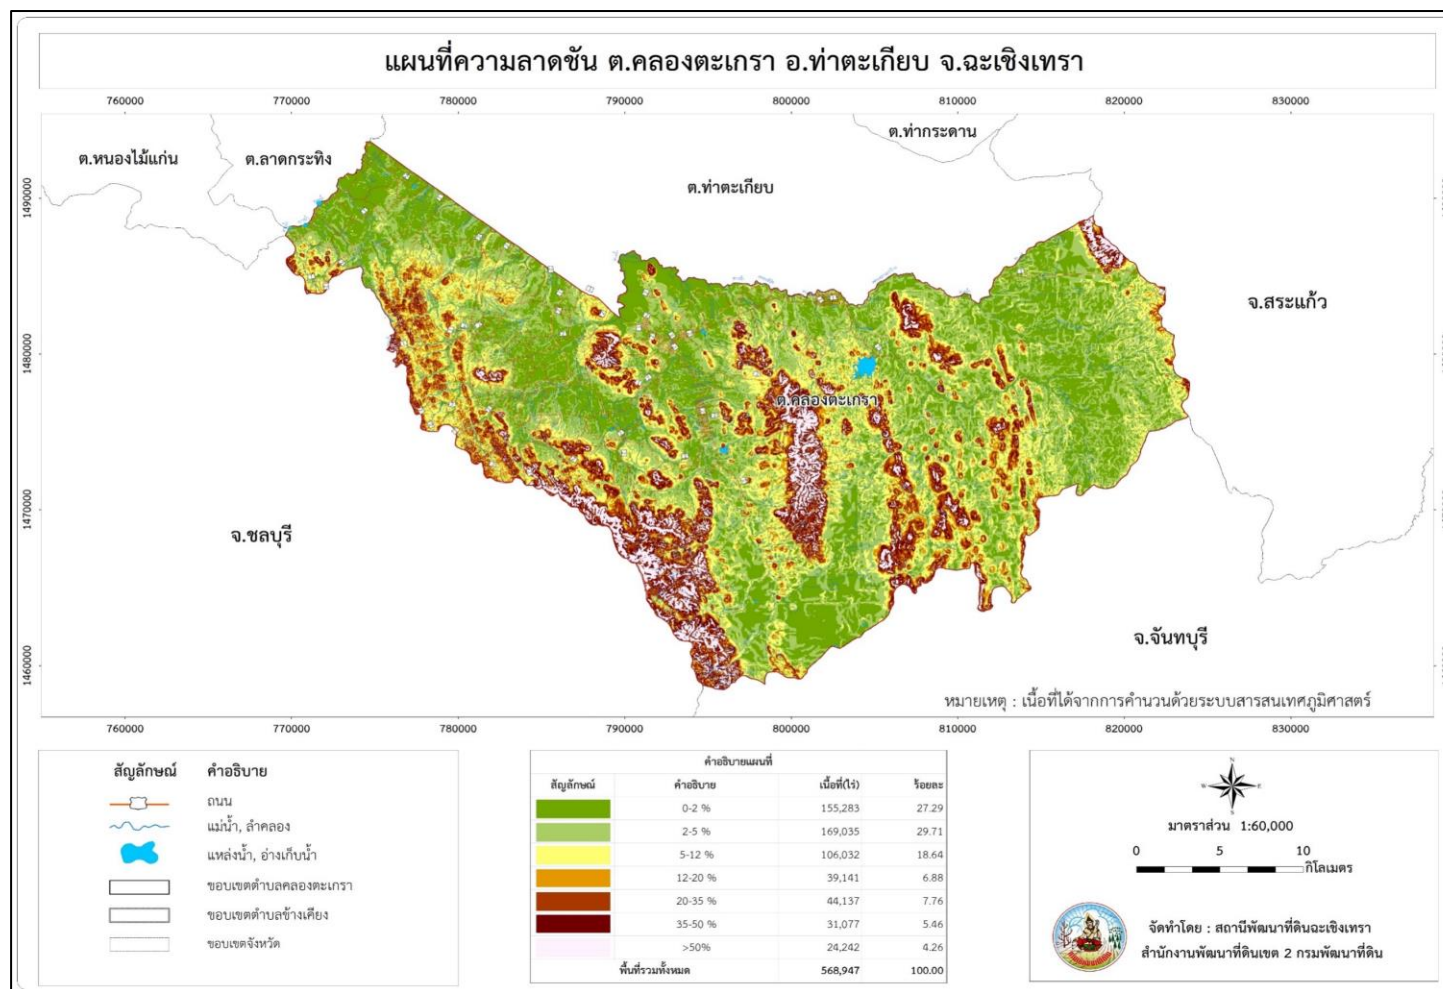 แผนที่ความลาดชัน ต.คลองตะเกรา อ.ท่าตะเกียบ จ.ฉะเชิงเทรา
760000 770000 780000 790000 800000 810000 820000 830000
ต.ท่ากระดาน
ต.หนองไม้แก่น ต.ลาดกระทิง
ต.ท่าตะเกียบ
1490000
จ.สระแก้ว
1480000
ต.คลองตะเกรา
1470000
จ.ชลบุรี
จ.จันทบุรี
1460000
หมายเหตุ : เนื้อที่ได้จากการคำนวนด้วยระบบสารสนเทศภูมิศาสตร์
760000 770000 780000 790000 800000 810000 820000 830000
สัญลักษณ์ คำอธิบาย
ถนน
แม่น้ำ, ลำคลอง
แหล่งน้ำ, อ่างเก็บน้ำ
ขอบเขตตำบลคลองตะเกรา
ขอบเขตตำบลข้างเคียง
ขอบเขตจังหวัด
คำอธิบายแผนที่
สัญลักษณ์ คำอธิบาย เนื้อที่(ไร่) ร้อยละ
0-2 % 155,283 27.29
2-5 % 169,035 29.71
5-12 % 106,032 18.64
12-20 % 39,141 6.88
20-35 % 44,137 7.76
35-50 % 31,077 5.46
>50% 24,242 4.26
พื้นที่รวมทั้งหมด 568,947 100.00
N
W E
S
มาตราส่วน 1:60,000
0 5 10
กิโลเมตร
จัดทำโดย : สถานีพัฒนาที่ดินฉะเชิงเทรา
สำนักงานพัฒนาที่ดินเขต 2 กรมพัฒนาที่ดิน